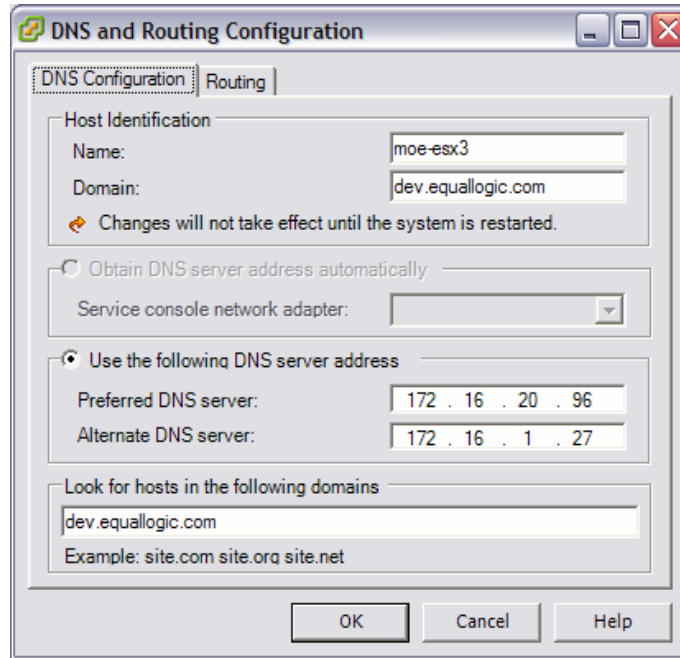 DNS and Routing Configuration
DNS Configuration
Routing
Host Identification
Name:
moe-esx3
Domain:
dev.equallogic.com
Changes will not take effect until the system is restarted.
Obtain DNS server address automatically
Service console network adapter:
Use the following DNS server address
Preferred DNS server:
172 . 16 . 20 . 96
Alternate DNS server:
172 . 16 . 1 . 27
Look for hosts in the following domains
dev.equallogic.com
Example: site.com site.org site.net
OK
Cancel
Help